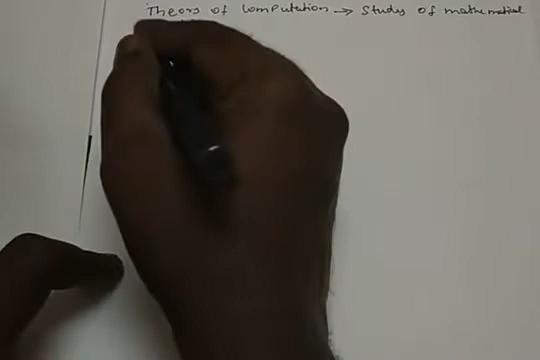 Theory of Computation → Study of mathematical